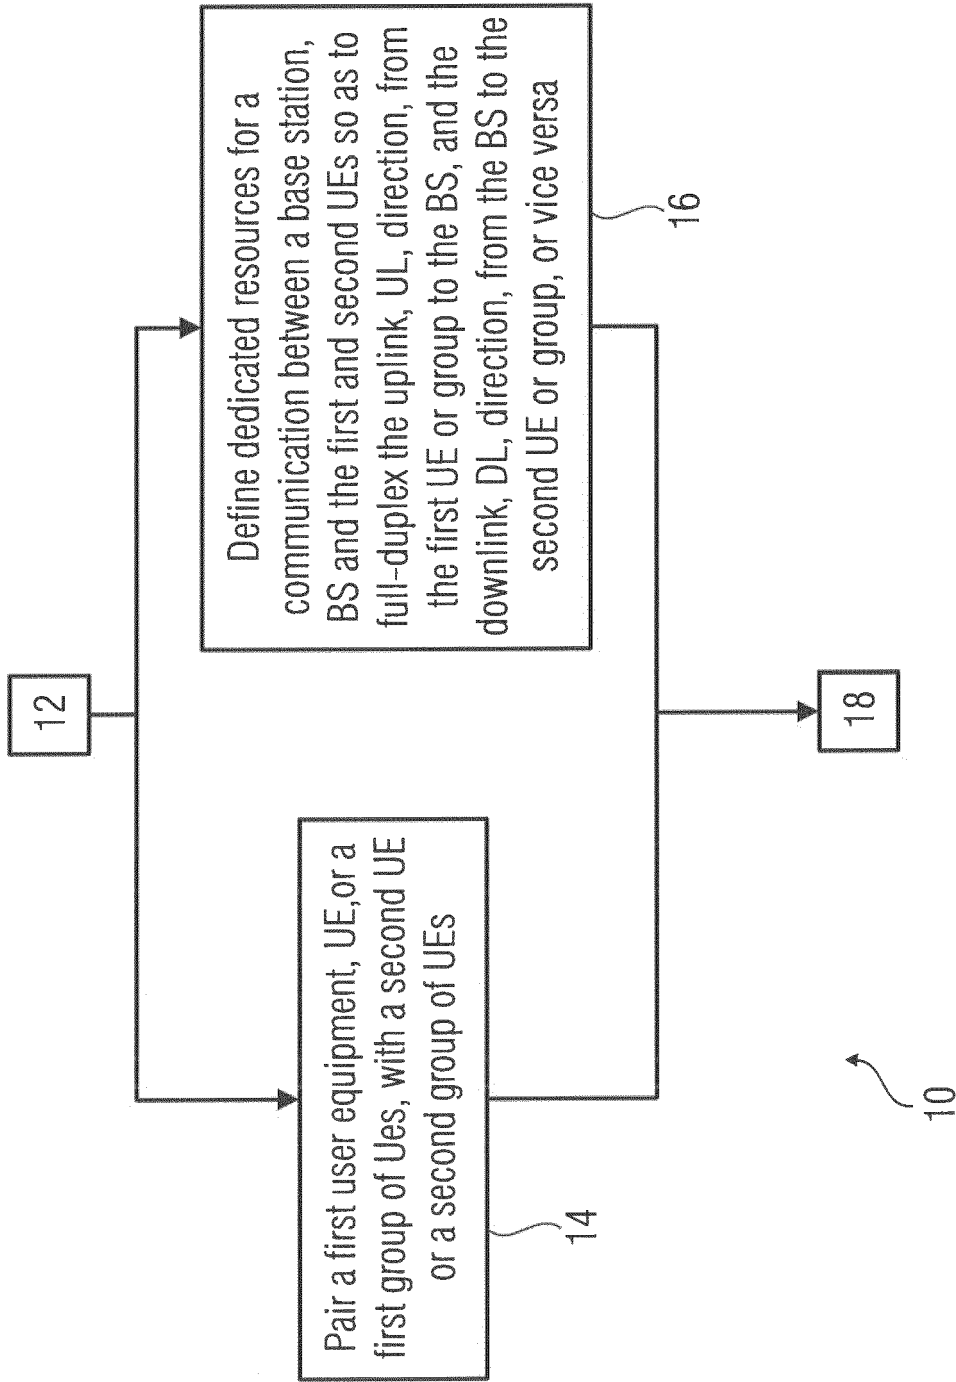 12
Pair a first user equipment, UE,or a
first group of Ues, with a second UE
or a second group of UEs
14
Define dedicated resources for a
communication between a base station,
BS and the first and second UEs so as to
full-duplex the uplink, UL, direction, from
the first UE or group to the BS, and the
downlink, DL, direction, from the BS to the
second UE or group, or vice versa
16
18
10